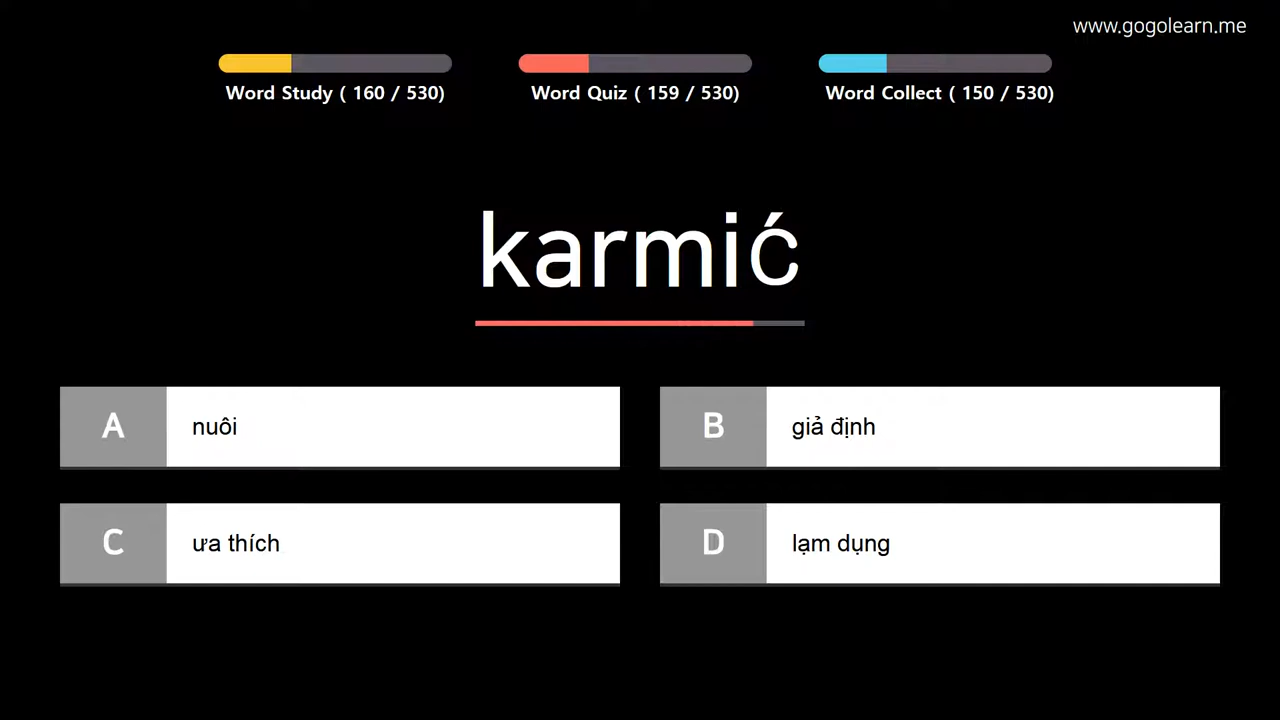 www.gogolearn.me
Word Study ( 160 / 530)
Word Quiz ( 159 / 530)
Word Collect ( 150 / 530)
karmić
A nuôi
B giả định
C ưa thích
D lạm dụng